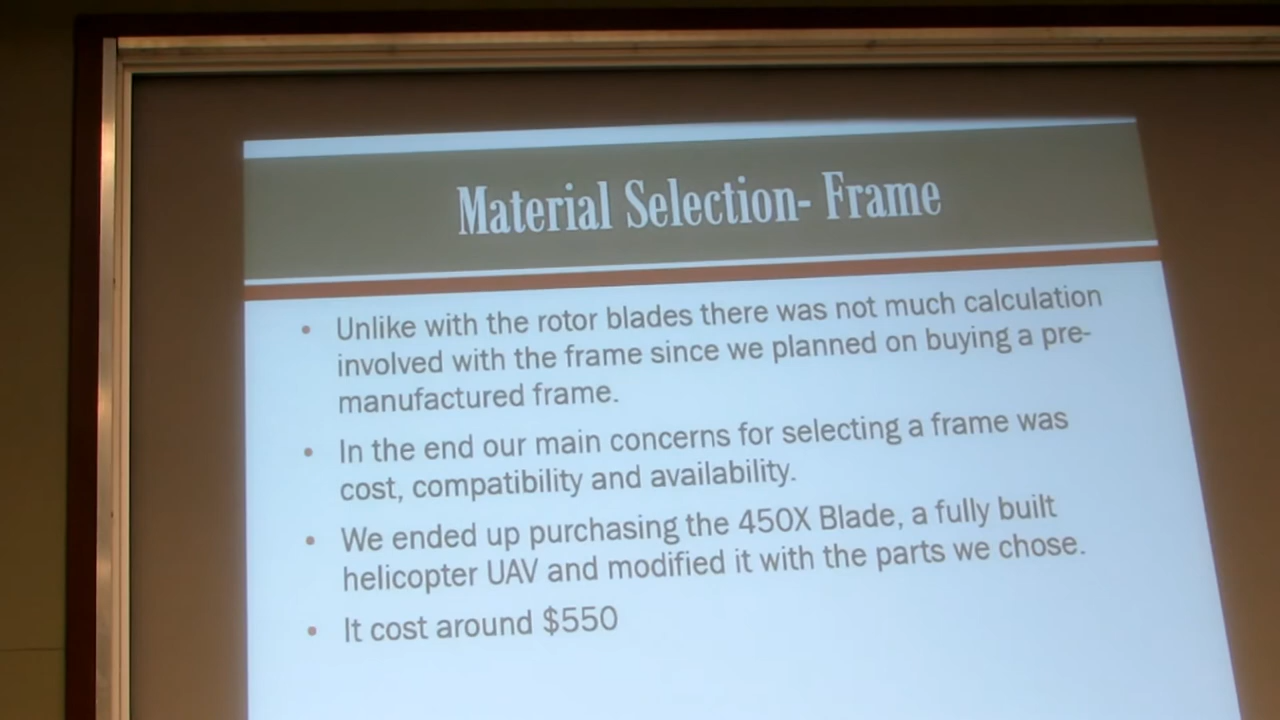 Material Selection- Frame
• Unlike with the rotor blades there was not much calculation
involved with the frame since we planned on buying a pre-
manufactured frame.
• In the end our main concerns for selecting a frame was
cost, compatibility and availability.
• We ended up purchasing the 450X Blade, a fully built
helicopter UAV and modified it with the parts we chose.
• It cost around $550